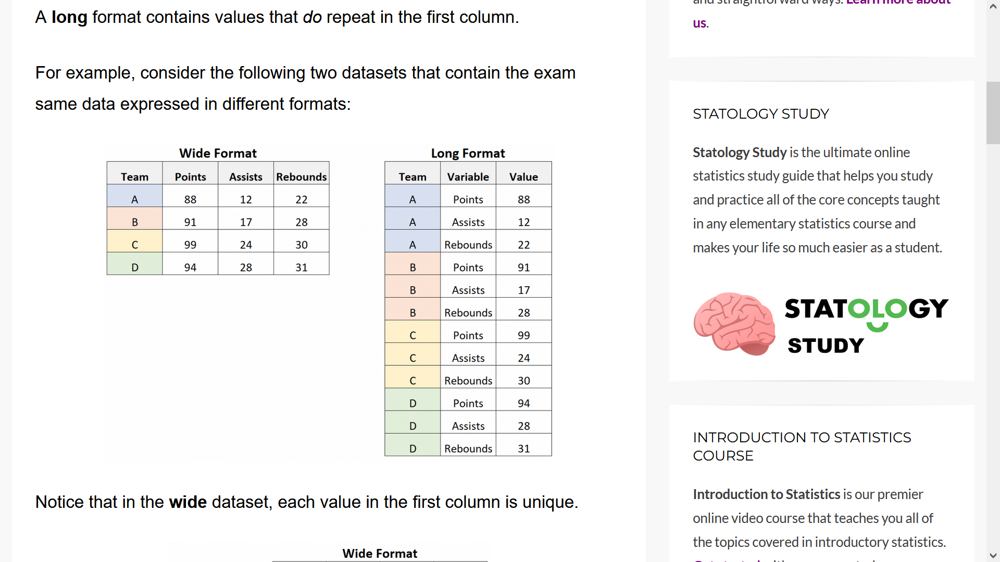 A long format contains values that do repeat in the first column.
For example, consider the following two datasets that contain the exam
same data expressed in different formats:
Wide Format
Team Points Assists Rebounds
A 88 12 22
B 91 17 28
C 99 24 30
D 94 28 31
Long Format
Team Variable Value
A Points 88
A Assists 12
A Rebounds 22
B Points 91
B Assists 17
B Rebounds 28
C Points 99
C Assists 24
C Rebounds 30
D Points 94
D Assists 28
D Rebounds 31
Notice that in the wide dataset, each value in the first column is unique.
Wide Format
and straightforward ways. Learn more about
us.
STATOLOGY STUDY
Statology Study is the ultimate online
statistics study guide that helps you study
and practice all of the core concepts taught
in any elementary statistics course and
makes your life so much easier as a student.
STATOLOGY
STUDY
INTRODUCTION TO STATISTICS
COURSE
Introduction to Statistics is our premier
online video course that teaches you all of
the topics covered in introductory statistics.